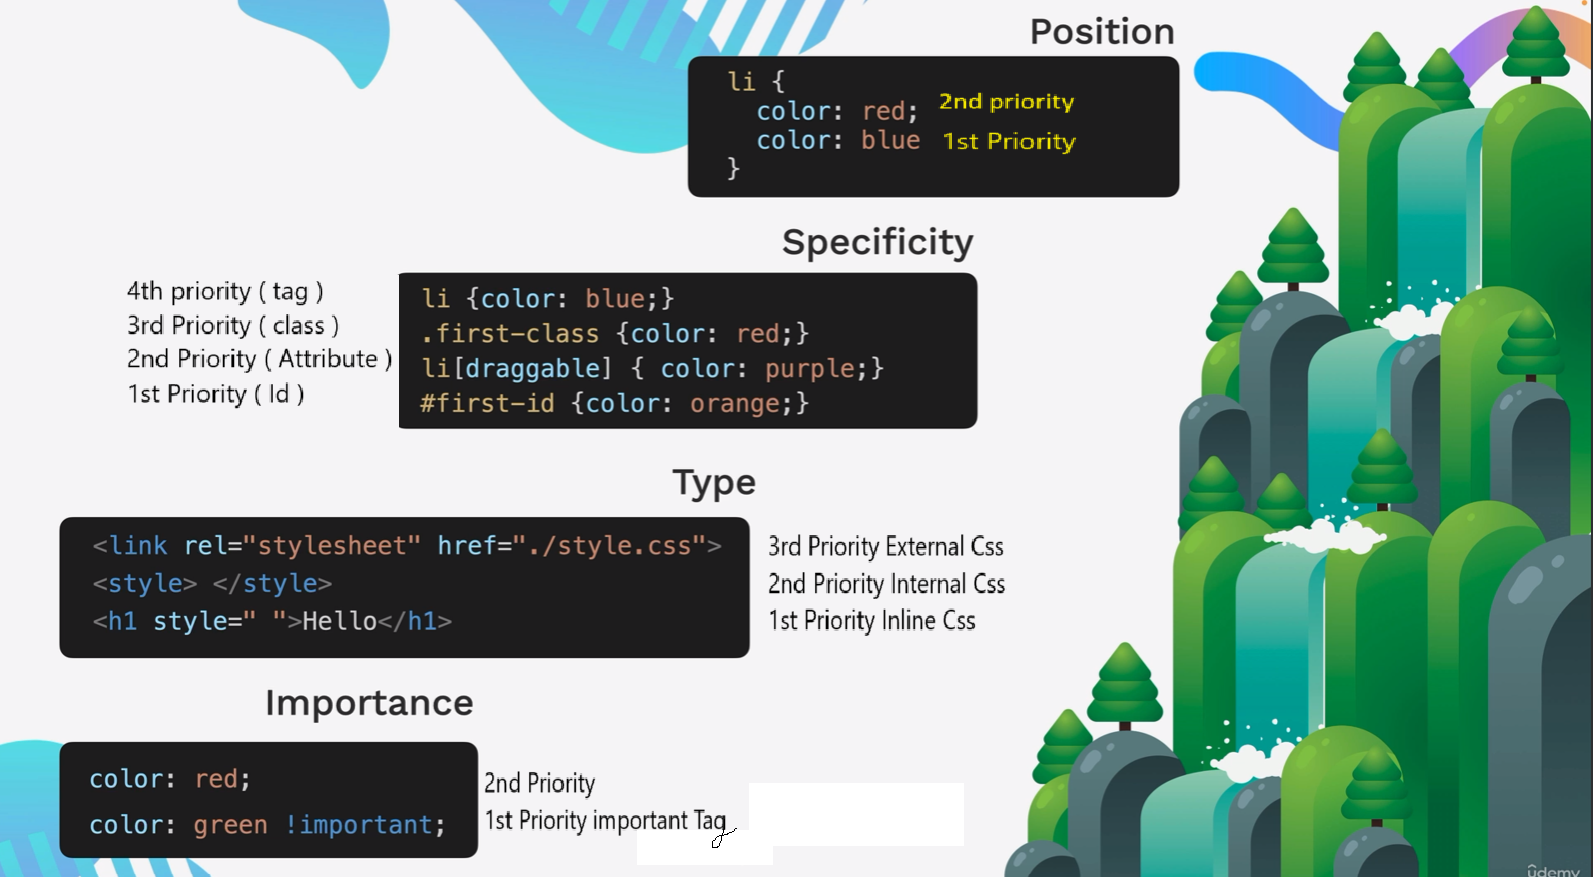 Position
li {
color: red; 2nd priority
color: blue 1st Priority
}
Specificity
4th priority ( tag ) li {color: blue;}
3rd Priority ( class ) .first-class {color: red;}
2nd Priority ( Attribute ) li[draggable] { color: purple;}
1st Priority ( Id ) #first-id {color: orange;}
Type
<link rel="stylesheet" href="./style.css"> 3rd Priority External Css
<style> </style> 2nd Priority Internal Css
<h1 style=" ">Hello</h1> 1st Priority Inline Css
Importance
color: red; 2nd Priority
color: green !important; 1st Priority important Tag
ûdemy